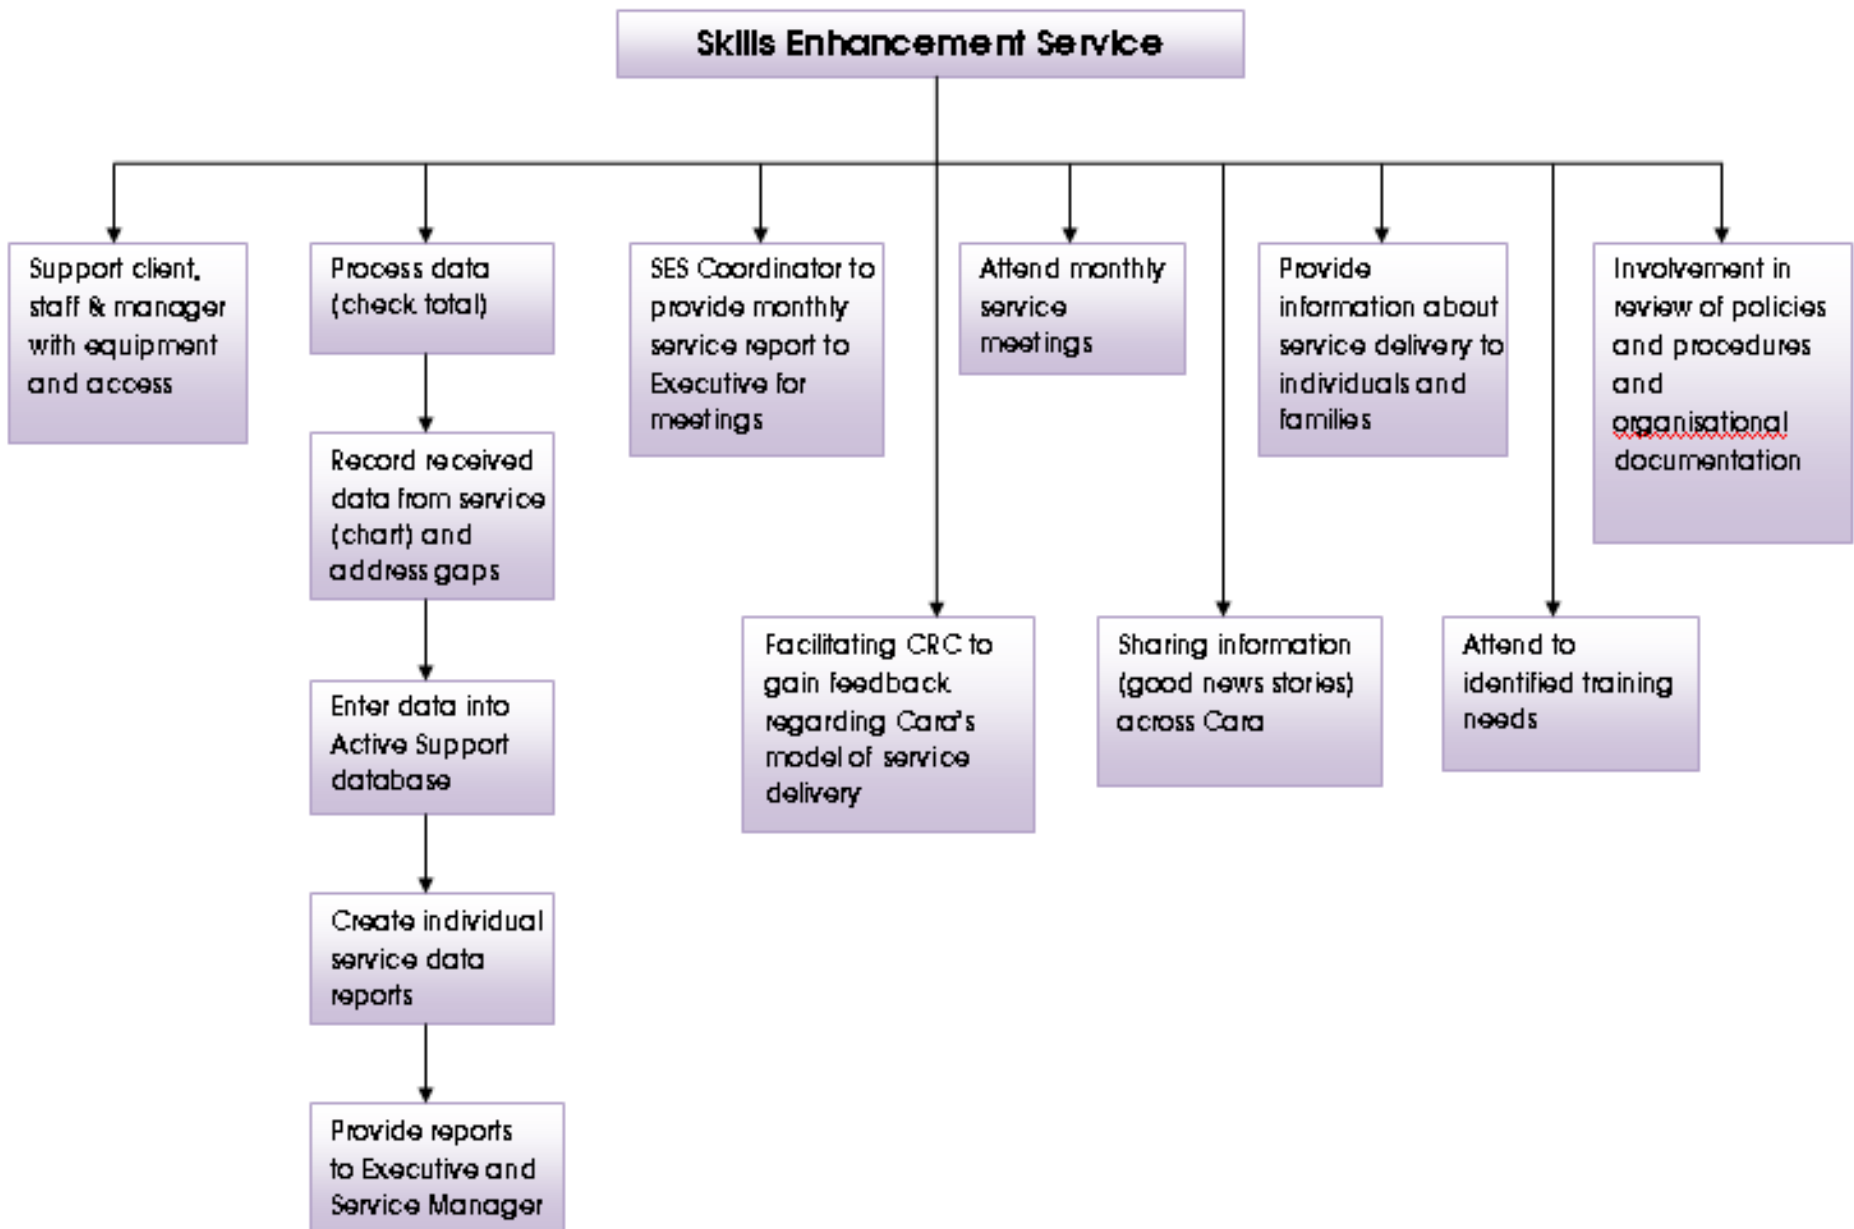 Skills Enhancement Service
Support client,
staff & manager
with equipment
and access
Process data
(check total)
SES Coordinator to
provide monthly
service report to
Executive for
meetings
Attend monthly
service
meetings
Provide
information about
service delivery to
individuals and
families
Involvement in
review of policies
and procedures
and
organisational
documentation
Record received
data from service
(chart) and
address gaps
Facilitating CRC to
gain feedback
regarding Cara's
model of service
delivery
Sharing information
(good news stories)
across Cara
Attend to
identified training
needs
Enter data into
Active Support
database
Create individual
service data
reports
Provide reports
to Executive and
Service Manager